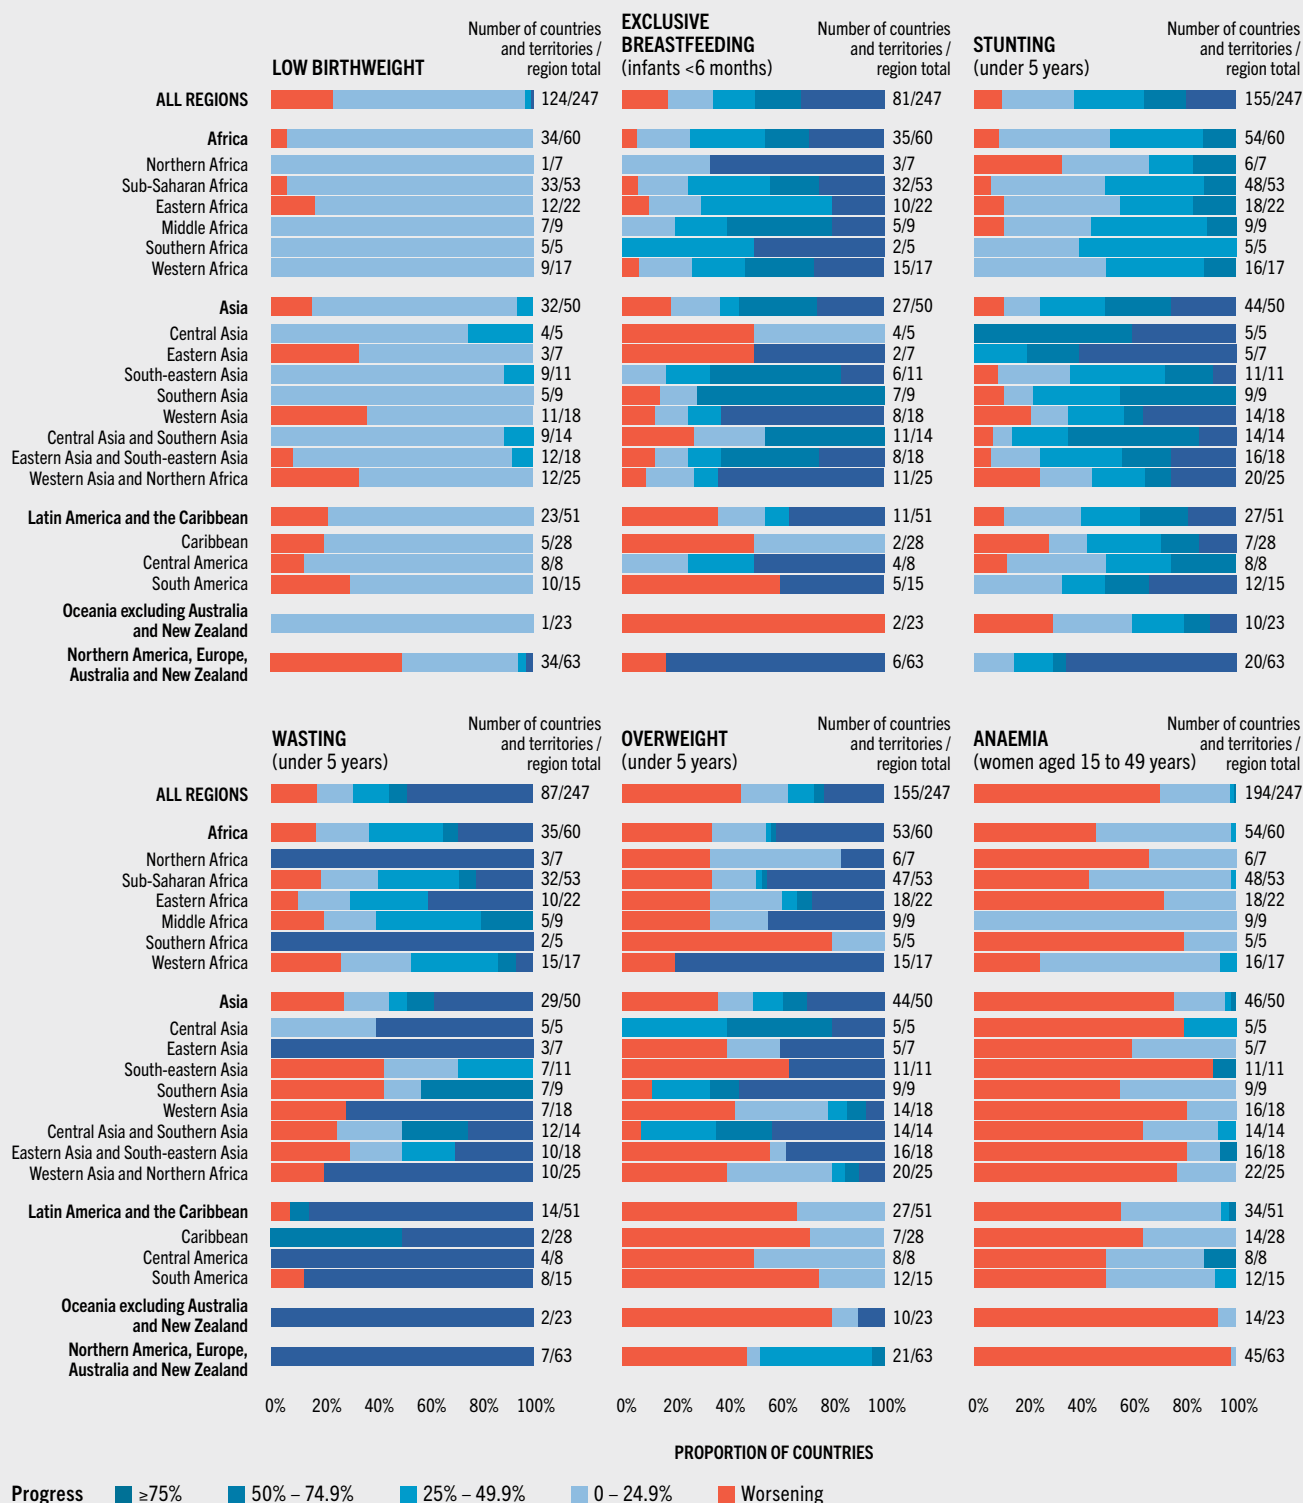 LOW BIRTHWEIGHT
Number of countries
and territories /
region total
EXCLUSIVE
BREASTFEEDING
(infants <6 months)
Number of countries
and territories /
region total
STUNTING
(under 5 years)
Number of countries
and territories /
region total
ALL REGIONS 124/247 81/247 155/247
Africa 34/60 35/60 54/60
Northern Africa 1/7 3/7 6/7
Sub-Saharan Africa 33/53 32/53 48/53
Eastern Africa 12/22 10/22 18/22
Middle Africa 7/9 5/9 9/9
Southern Africa 5/5 2/5 5/5
Western Africa 9/17 15/17 16/17
Asia 32/50 27/50 44/50
Central Asia 4/5 4/5 5/5
Eastern Asia 3/7 2/7 5/7
South-eastern Asia 9/11 6/11 11/11
Southern Asia 5/9 7/9 9/9
Western Asia 11/18 8/18 14/18
Central Asia and Southern Asia 9/14 11/14 14/14
Eastern Asia and South-eastern Asia 12/18 8/18 16/18
Western Asia and Northern Africa 12/25 11/25 20/25
Latin America and the Caribbean 23/51 11/51 27/51
Caribbean 5/28 2/28 7/28
Central America 8/8 4/8 8/8
South America 10/15 5/15 12/15
Oceania excluding Australia
and New Zealand 1/23 2/23 10/23
Northern America, Europe,
Australia and New Zealand 34/63 6/63 20/63
WASTING
(under 5 years)
Number of countries
and territories /
region total
OVERWEIGHT
(under 5 years)
Number of countries
and territories /
region total
ANAEMIA
(women aged 15 to 49 years)
Number of countries
and territories /
region total
ALL REGIONS 87/247 155/247 194/247
Africa 35/60 53/60 54/60
Northern Africa 3/7 6/7 6/7
Sub-Saharan Africa 32/53 47/53 48/53
Eastern Africa 10/22 18/22 18/22
Middle Africa 5/9 9/9 9/9
Southern Africa 2/5 5/5 5/5
Western Africa 15/17 15/17 16/17
Asia 29/50 44/50 46/50
Central Asia 5/5 5/5 5/5
Eastern Asia 3/7 5/7 5/7
South-eastern Asia 7/11 11/11 11/11
Southern Asia 7/9 9/9 9/9
Western Asia 7/18 14/18 16/18
Central Asia and Southern Asia 12/14 14/14 14/14
Eastern Asia and South-eastern Asia 10/18 16/18 16/18
Western Asia and Northern Africa 10/25 20/25 22/25
Latin America and the Caribbean 14/51 27/51 34/51
Caribbean 2/28 7/28 14/28
Central America 4/8 8/8 8/8
South America 8/15 12/15 12/15
Oceania excluding Australia
and New Zealand 2/23 10/23 14/23
Northern America, Europe,
Australia and New Zealand 7/63 21/63 45/63
0% 20% 40% 60% 80% 100% 0% 20% 40% 60% 80% 100% 0% 20% 40% 60% 80% 100%
PROPORTION OF COUNTRIES
Progress ≥75% 50% – 74.9% 25% – 49.9% 0 – 24.9% Worsening